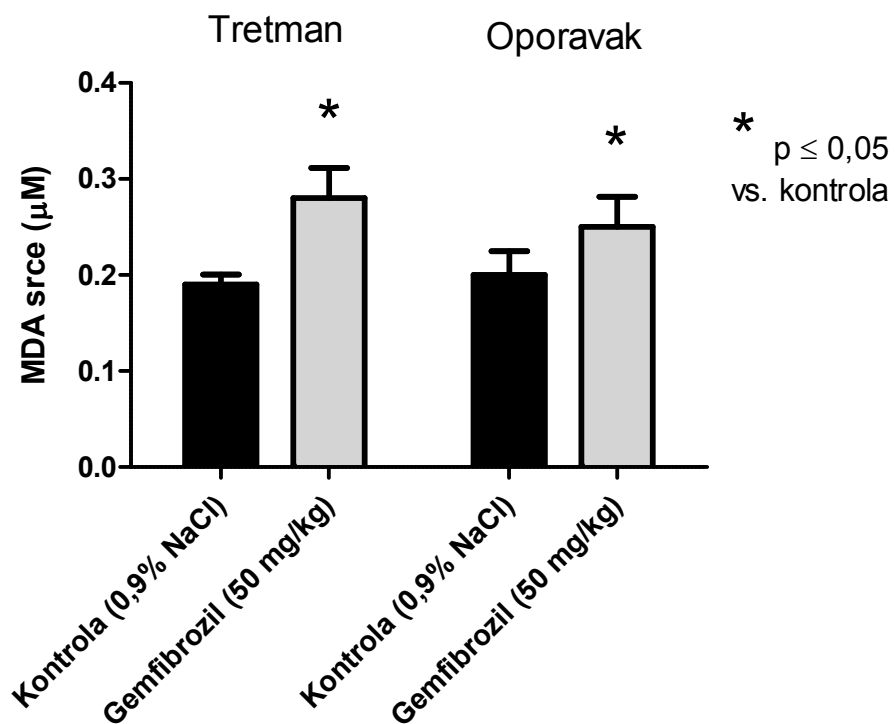 Tretman
Oporavak
*
p ≤ 0,05
vs. kontrola
MDA srce (µM)
0.4
0.3
0.2
0.1
0.0
*
*
Kontrola (0,9% NaCl)
Gemfibrozil (50 mg/kg)
Kontrola (0,9% NaCl)
Gemfibrozil (50 mg/kg)